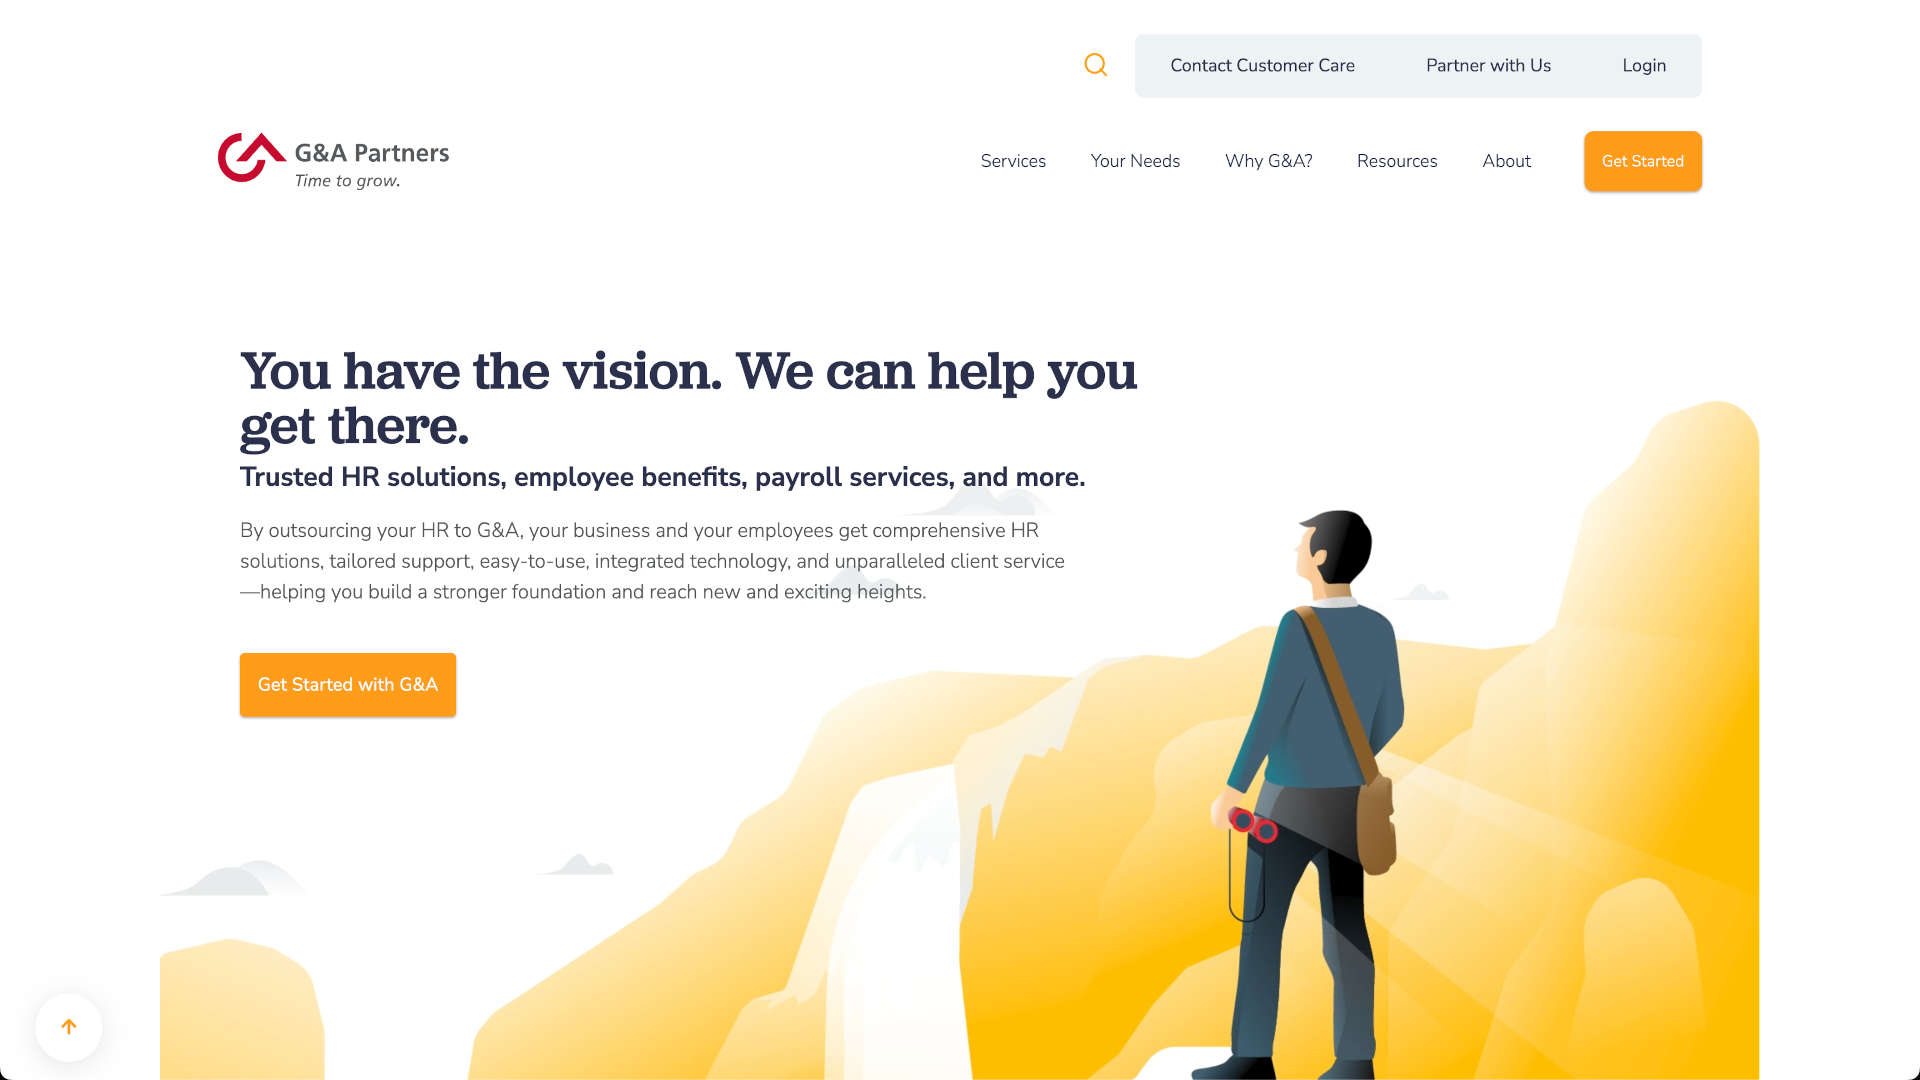 Contact Customer Care
Partner with Us
Login
G&A Partners
Time to grow.
Services
Your Needs
Why G&A?
Resources
About
Get Started
You have the vision. We can help you
get there.
Trusted HR solutions, employee benefits, payroll services, and more.
By outsourcing your HR to G&A, your business and your employees get comprehensive HR
solutions, tailored support, easy-to-use, integrated technology, and unparalleled client service
—helping you build a stronger foundation and reach new and exciting heights.
Get Started with G&A